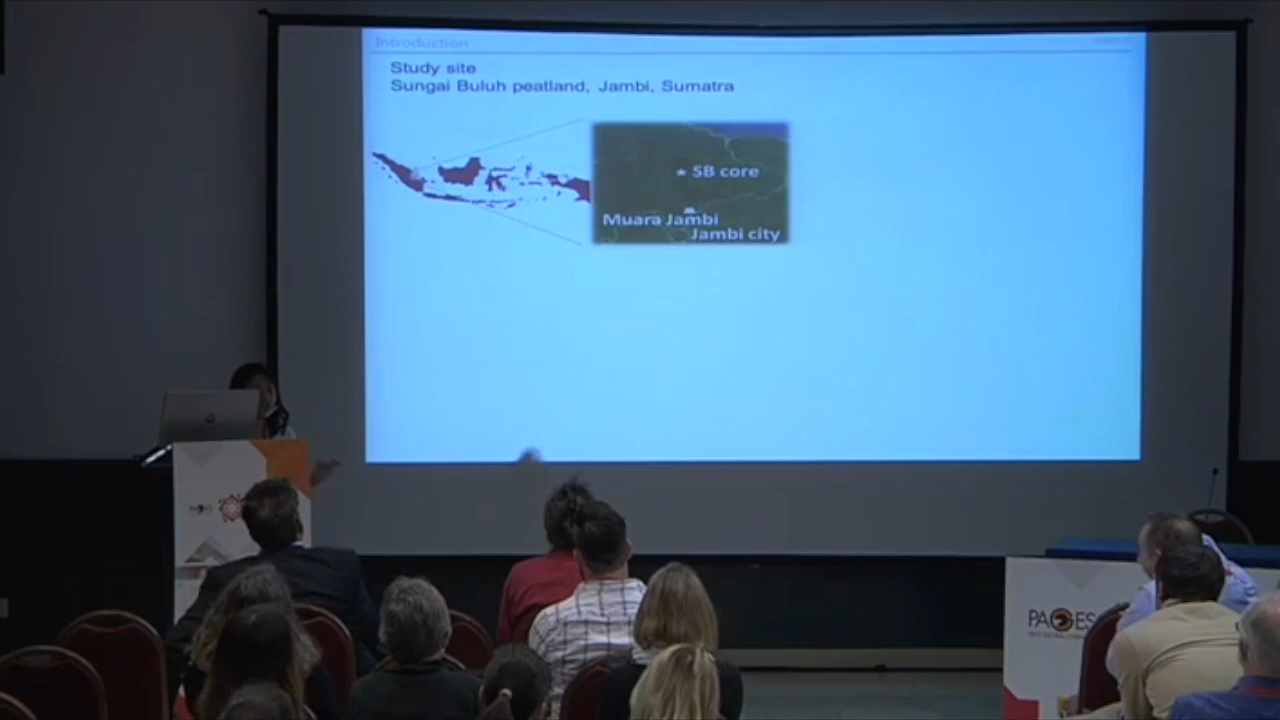 Introduction
Study site
Sungai Buluh peatland, Jambi, Sumatra
SB core
Muara Jambi
Jambi city
PAGES